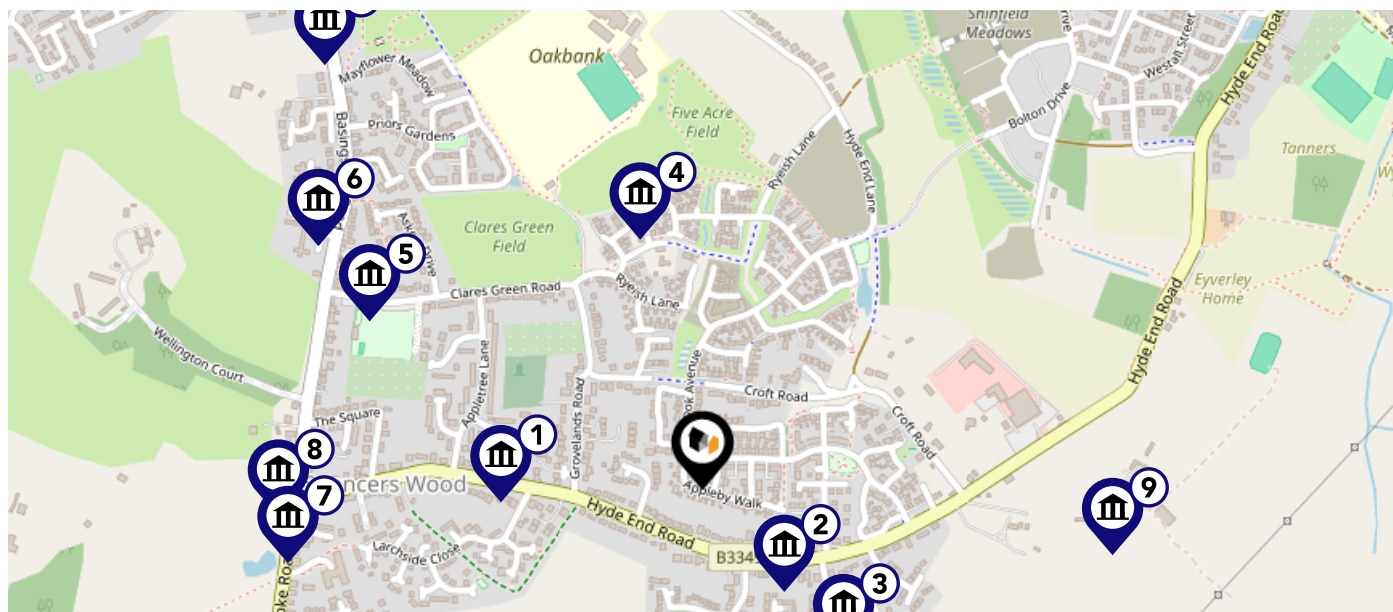 Shinfield
Meadows
Westall Street
Hyde End Road
Oakbank
Mayflower Meadow
Bolton Drive
Five Acre
Field
Priors Gardens
Tanners
Ryeish Lane
Hyde End Lane
6
4
Clares Green
Field
5
Eyverley
Home
Clares Green Road
Ryeish Lane
Hyde End Road
Wellington Court
Appletree Lane
Croft Road
Grovelands Road
The Square
Croft Road
1
8
7
Appleby Walk
9
Hyde End Road
2
Larchside Close
3